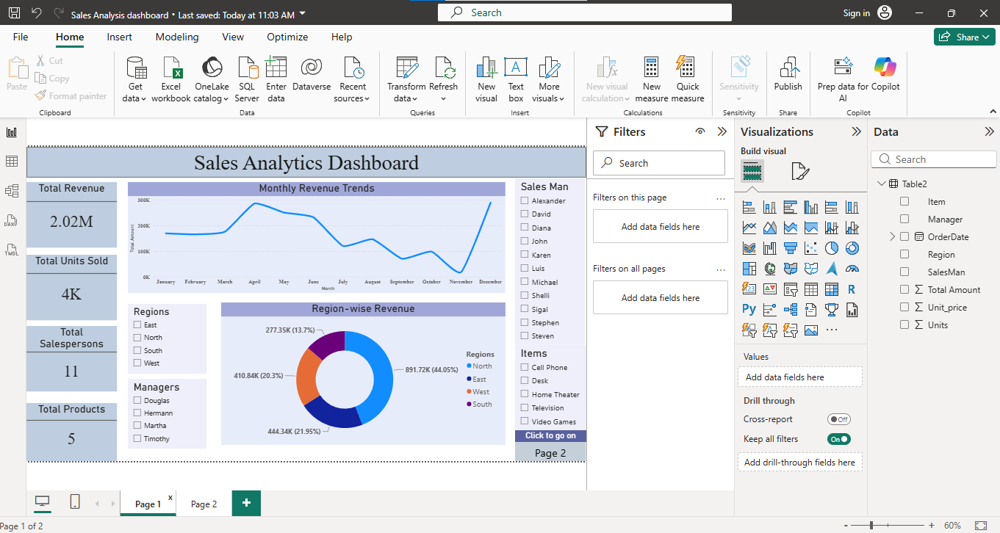 Sales Analysis dashboard • Last saved: Today at 11:03 AM
Search
Sign in
File Home Insert Modeling View Optimize Help
Share
Paste
Cut
Copy
Format painter
Clipboard
Get data
Excel workbook
OneLake catalog
SQL Server
Enter data
Dataverse
Recent sources
Data
Transform data
Refresh
Queries
New visual
Text box
More visuals
Insert
New visual calculation
New measure
Quick measure
Calculations
Sensitivity
Sensitivity
Publish
Share
Prep data for AI
Copilot
Copilot
DAX
TMDL
Sales Analytics Dashboard
Total Revenue
2.02M
Total Units Sold
4K
Total
Salespersons
11
Total Products
5
Monthly Revenue Trends
Total Amount
300K
200K
100K
0K
January February March April May June July August September October November December
Month
Regions
East
North
South
West
Managers
Douglas
Hermann
Martha
Timothy
Region-wise Revenue
277.35K (13.7%)
410.84K (20.3%)
444.34K (21.95%)
891.72K (44.05%)
Regions
North
East
West
South
Sales Man
Alexander
David
Diana
John
Karen
Luis
Michael
Shelli
Sigal
Stephen
Steven
Items
Cell Phone
Desk
Home Theater
Television
Video Games
Click to go on
Page 2
Filters
Search
Filters on this page ...
Add data fields here
Filters on all pages ...
Add data fields here
Visualizations
Build visual
123
R
Py
...
Values
Add data fields here
Drill through
Cross-report Off
Keep all filters On
Add drill-through fields here
Data
Search
Table2
Item
Manager
OrderDate
Region
SalesMan
Σ Total Amount
Σ Unit_price
Σ Units
Page 1 x
Page 2
+
Page 1 of 2
- + 60%